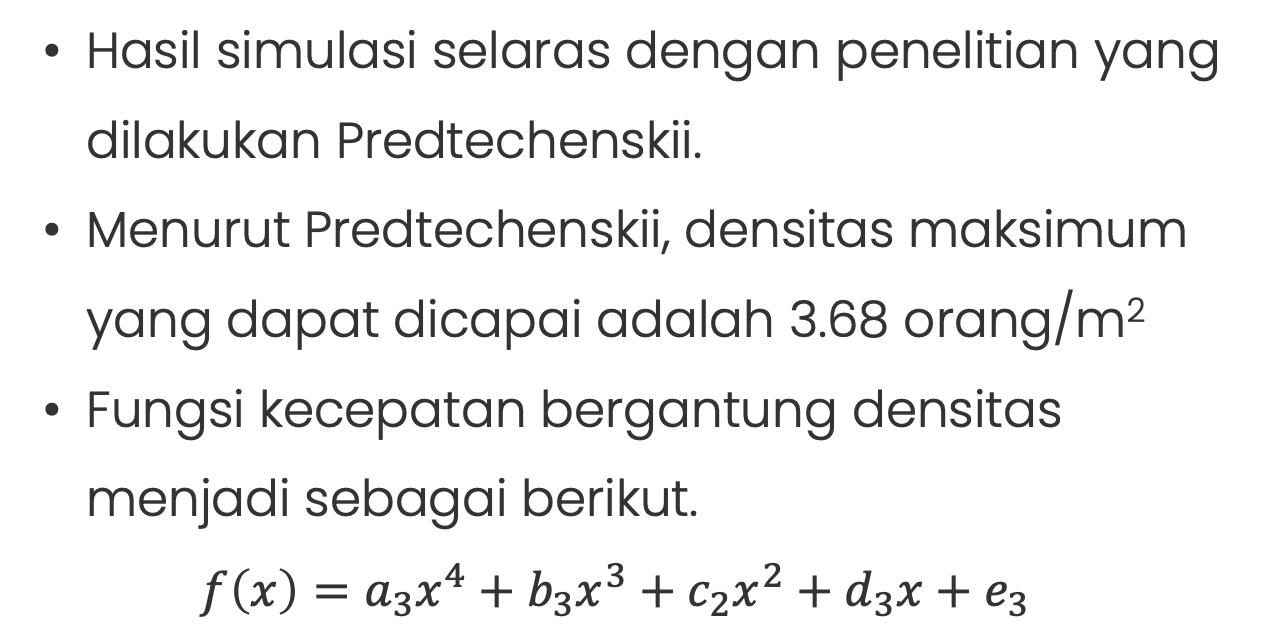 • Hasil simulasi selaras dengan penelitian yang
dilakukan Predtechenskii.
• Menurut Predtechenskii, densitas maksimum
yang dapat dicapai adalah 3.68 orang/m²
• Fungsi kecepatan bergantung densitas
menjadi sebagai berikut.
f(x) = a₃x⁴ + b₃x³ + c₂x² + d₃x + e₃